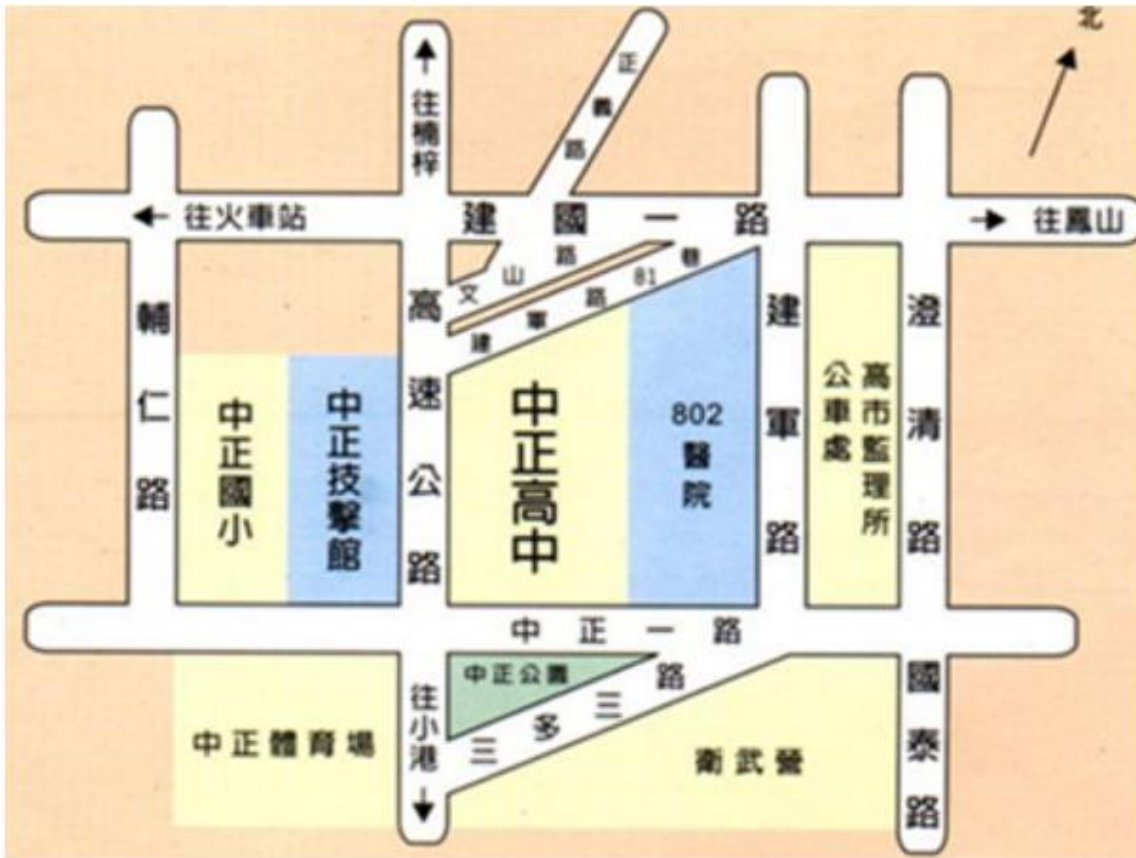 北
正義路
往楠梓
往火車站
建國一路
往鳳山
文山路
建軍路81巷
輔仁路
高速公路
建軍路
澄清路
中正國小
中正技擊館
中正高中
802
醫院
高市監理所
公車處
中正一路
中正公園
三多三路
往小港
中正體育場
衛武營
國泰路